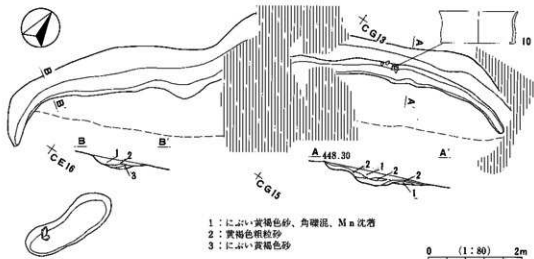 CG13
A
10
B
B'
A'
B
B'
A 448.30
A'
1
2
3
2
1
2
2
1
CE16
CG15
1：にぶい黄褐色砂、角礫混、Mn沈着
2：黄褐色粗粒砂
3：にぶい黄褐色砂
0 (1:80) 2m